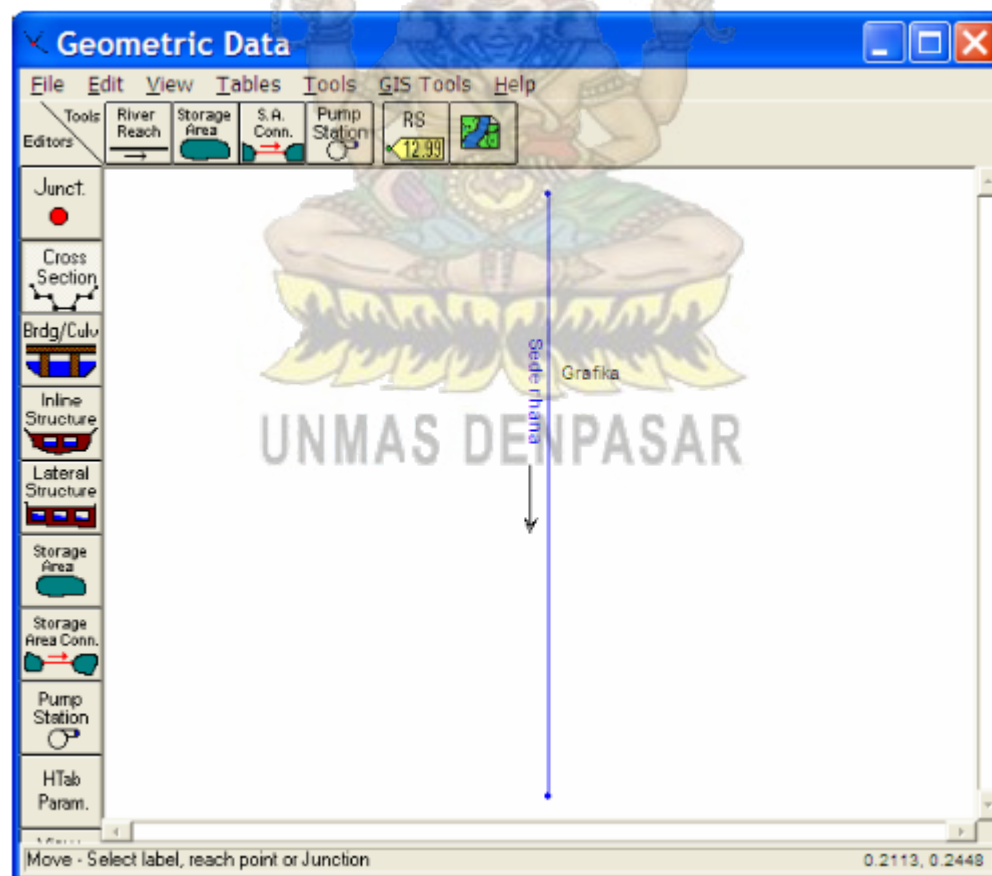 Geometric Data
File Edit View Tables Tools GIS Tools Help
Tools
Editors
River
Reach
Storage
Area
S.A.
Conn.
Pump
Station
RS
12.99
Junct.
Cross
Section
Brdg/Culv
Inline
Structure
Lateral
Structure
Storage
Area
Storage
Area Conn.
Pump
Station
HTab
Param.
Sederhana
Grafika
UNMAS DENPASAR
Move - Select label, reach point or Junction
0.2113, 0.2448